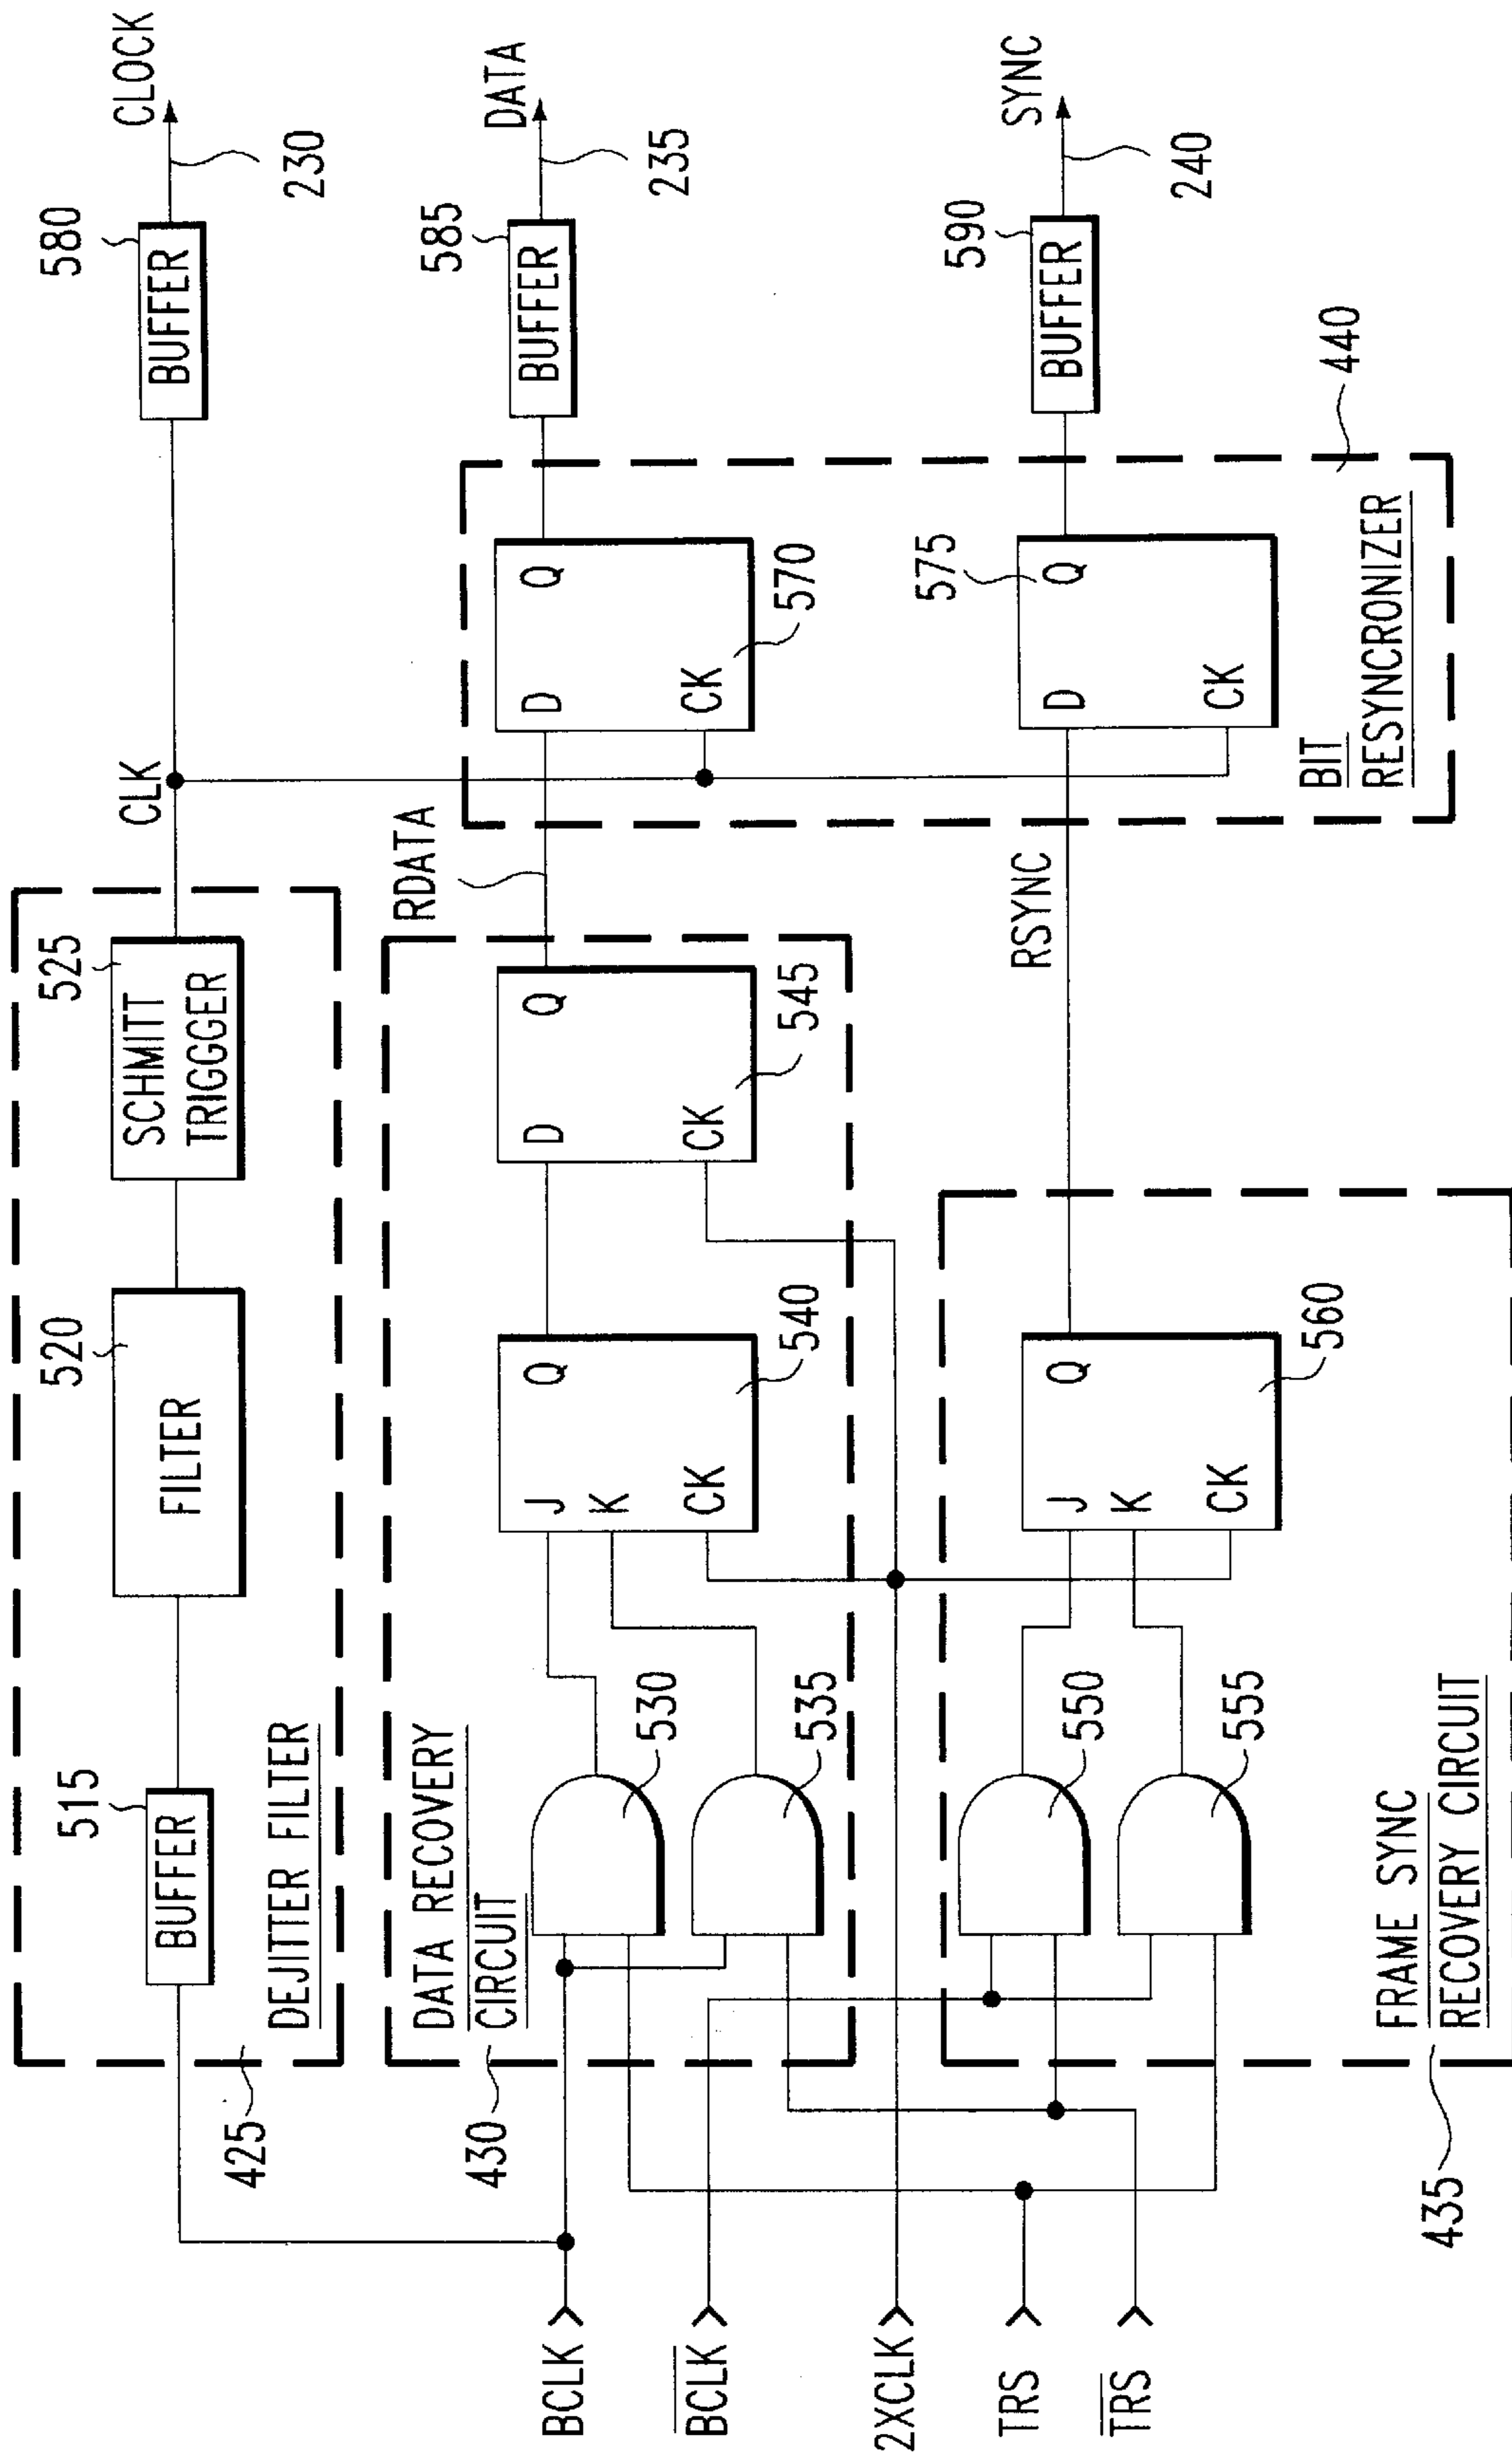 425
DEJITTER FILTER
515
BUFFER
520
FILTER
525
SCHMITT
TRIGGER
CLK
580
BUFFER
CLOCK
230
430
DATA RECOVERY
CIRCUIT
530
535
J
K
CK
Q
540
D
CK
Q
545
RDATA
D
CK
Q
570
585
BUFFER
DATA
235
BCLK
BCLK
2XCLK
TRS
TRS
435
FRAME SYNC
RECOVERY CIRCUIT
550
555
J
K
CK
Q
560
RSYNC
D
CK
Q
575
BIT
RESYNCRONIZER
440
590
BUFFER
SYNC
240